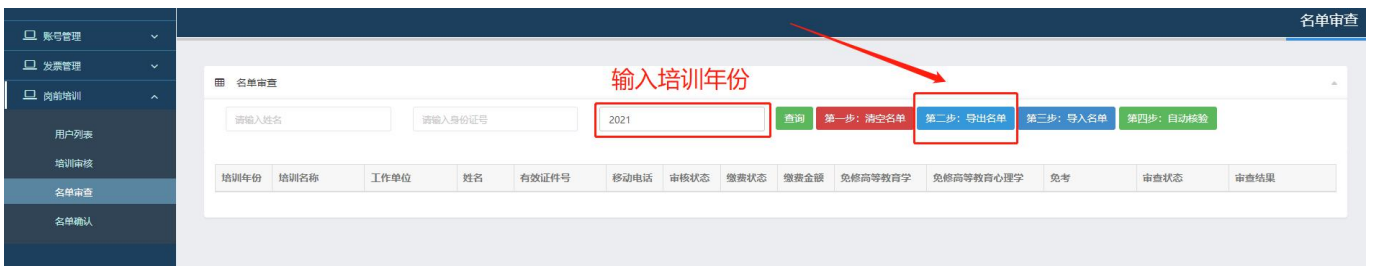 名单审查
账号管理
发票管理
岗前培训
用户列表
培训审核
名单审查
名单确认
名单审查
输入培训年份
请输入姓名 请输入身份证号 2021 查询 第一步：清空名单 第二步：导出名单 第三步：导入名单 第四步：自动核验
培训年份 培训名称 工作单位 姓名 有效证件号 移动电话 审核状态 缴费状态 缴费金额 免修高等教育学 免修高等教育心理学 免考 审查状态 审查结果